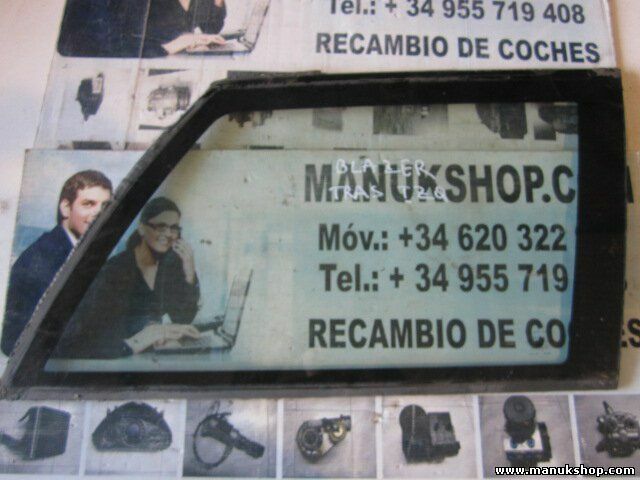 Tel.: + 34 955 719 408
RECAMBIO DE COCHES
BLAZER
TRAS IZQ
MANUKSHOP.C
Móv.: +34 620 322
Tel.: + 34 955 719
RECAMBIO DE COCHES
www.manukshop.com